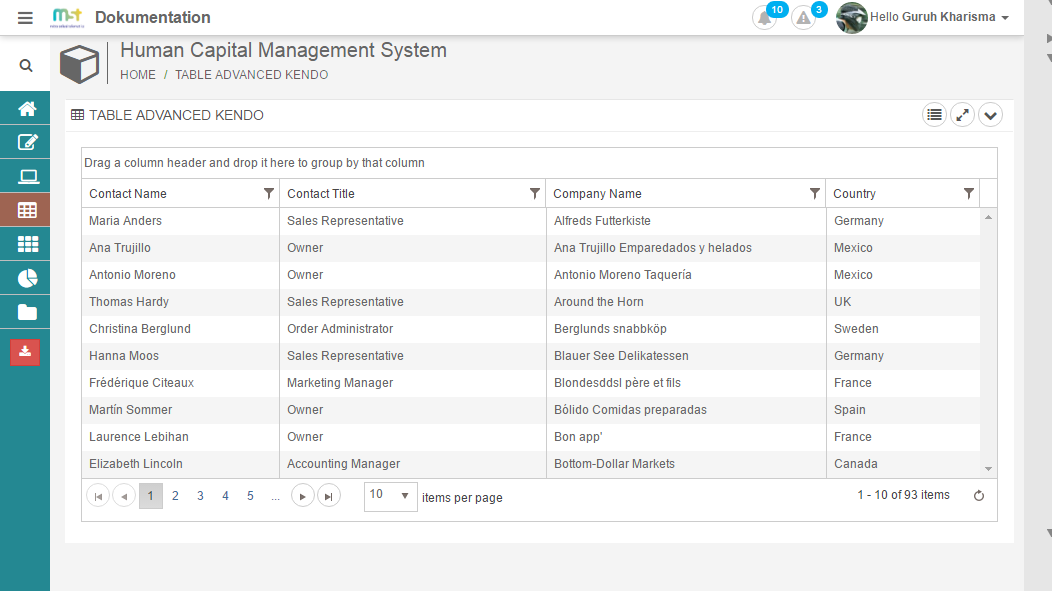 mst Dokumentation 10 3 Hello Guruh Kharisma
Human Capital Management System
HOME / TABLE ADVANCED KENDO
TABLE ADVANCED KENDO
Drag a column header and drop it here to group by that column
Contact Name Contact Title Company Name Country
Maria Anders Sales Representative Alfreds Futterkiste Germany
Ana Trujillo Owner Ana Trujillo Emparedados y helados Mexico
Antonio Moreno Owner Antonio Moreno Taquería Mexico
Thomas Hardy Sales Representative Around the Horn UK
Christina Berglund Order Administrator Berglunds snabbköp Sweden
Hanna Moos Sales Representative Blauer See Delikatessen Germany
Frédérique Citeaux Marketing Manager Blondesddsl père et fils France
Martín Sommer Owner Bólido Comidas preparadas Spain
Laurence Lebihan Owner Bon app' France
Elizabeth Lincoln Accounting Manager Bottom-Dollar Markets Canada
1 2 3 4 5 ... 10 items per page 1 - 10 of 93 items